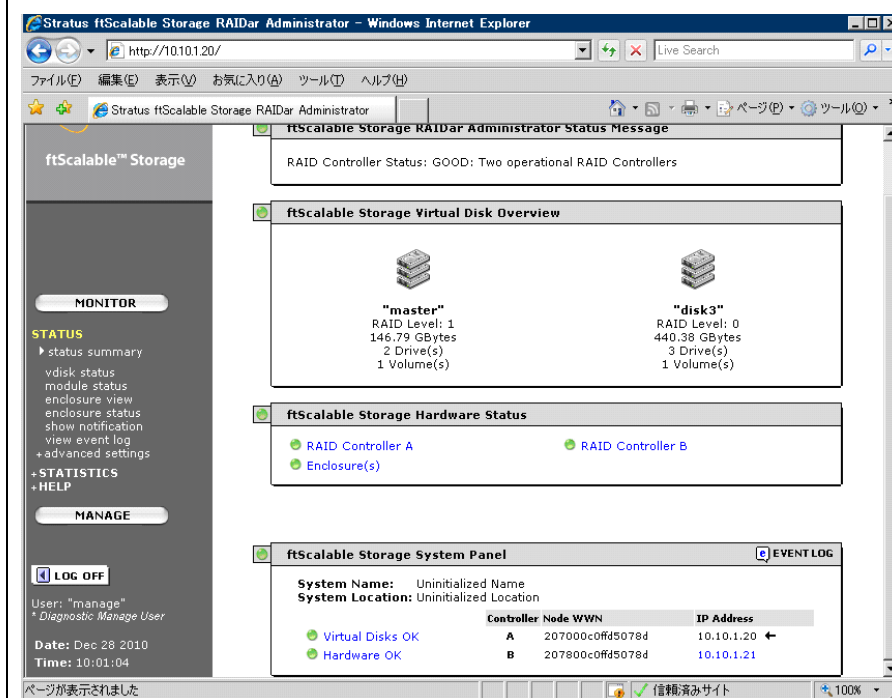 Stratus ftScalable Storage RAIDar Administrator - Windows Internet Explorer
http://10.10.1.20/
Live Search
ファイル(F) 編集(E) 表示(V) お気に入り(A) ツール(T) ヘルプ(H)
Stratus ftScalable Storage RAIDar Administrator
ページ(P) ツール(O)
ftScalable™ Storage
MONITOR
STATUS
status summary
vdisk status
module status
enclosure view
enclosure status
show notification
view event log
+advanced settings
+STATISTICS
+HELP
MANAGE
LOG OFF
User: "manage"
* Diagnostic Manage User
Date: Dec 28 2010
Time: 10:01:04
ftScalable Storage RAIDar Administrator Status Message
RAID Controller Status: GOOD: Two operational RAID Controllers
ftScalable Storage Virtual Disk Overview
"master"
RAID Level: 1
146.79 GBytes
2 Drive(s)
1 Volume(s)
"disk3"
RAID Level: 0
440.38 GBytes
3 Drive(s)
1 Volume(s)
ftScalable Storage Hardware Status
RAID Controller A
RAID Controller B
Enclosure(s)
ftScalable Storage System Panel
EVENT LOG
System Name: Uninitialized Name
System Location: Uninitialized Location
Controller Node WWN IP Address
Virtual Disks OK A 207000c0ffd5078d 10.10.1.20
Hardware OK B 207800c0ffd5078d 10.10.1.21
ページが表示されました
信頼済みサイト
100%